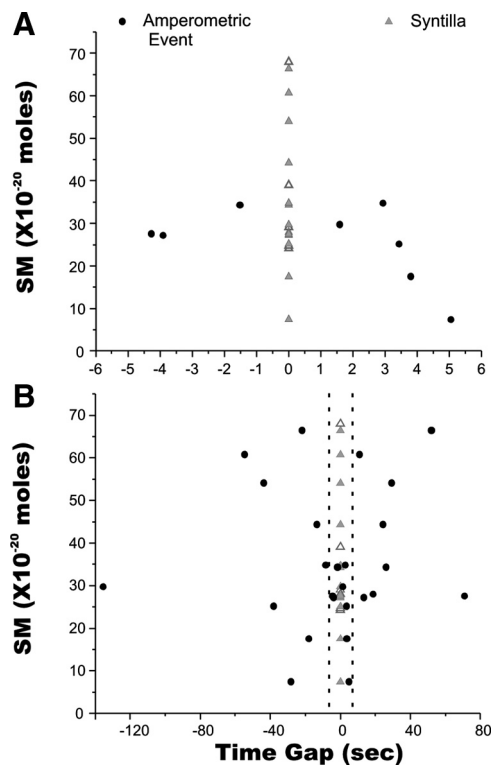 A
Amperometric Event
Syntilla
SM (X10⁻²⁰ moles)
70
60
50
40
30
20
10
0
-6 -5 -4 -3 -2 -1 0 1 2 3 4 5 6
B
SM (X10⁻²⁰ moles)
70
60
50
40
30
20
10
0
-120 -80 -40 0 40 80
Time Gap (sec)